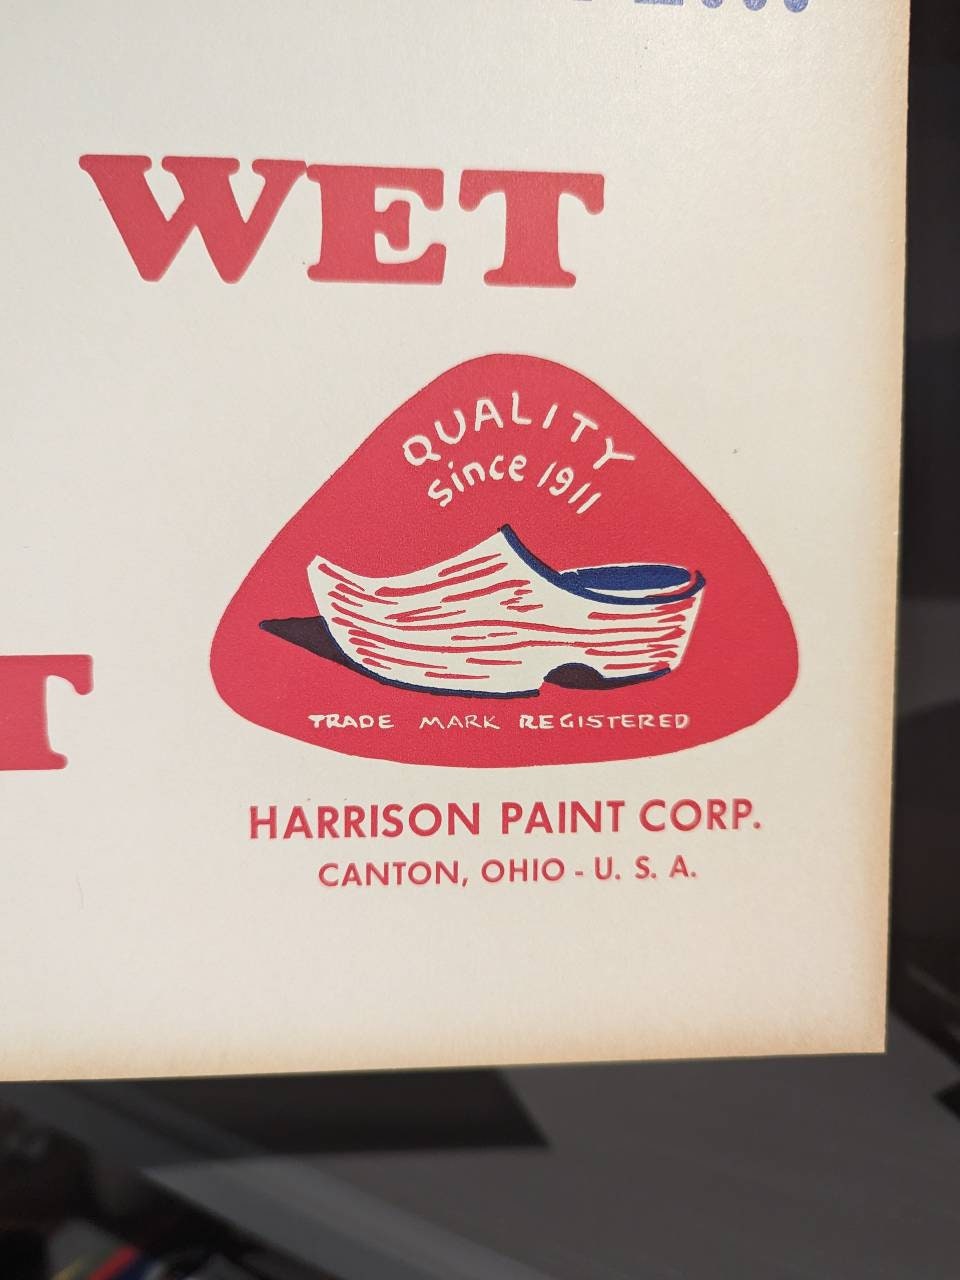 WET
QUALITY
Since 1911
T
TRADE MARK REGISTERED
HARRISON PAINT CORP.
CANTON, OHIO - U. S. A.